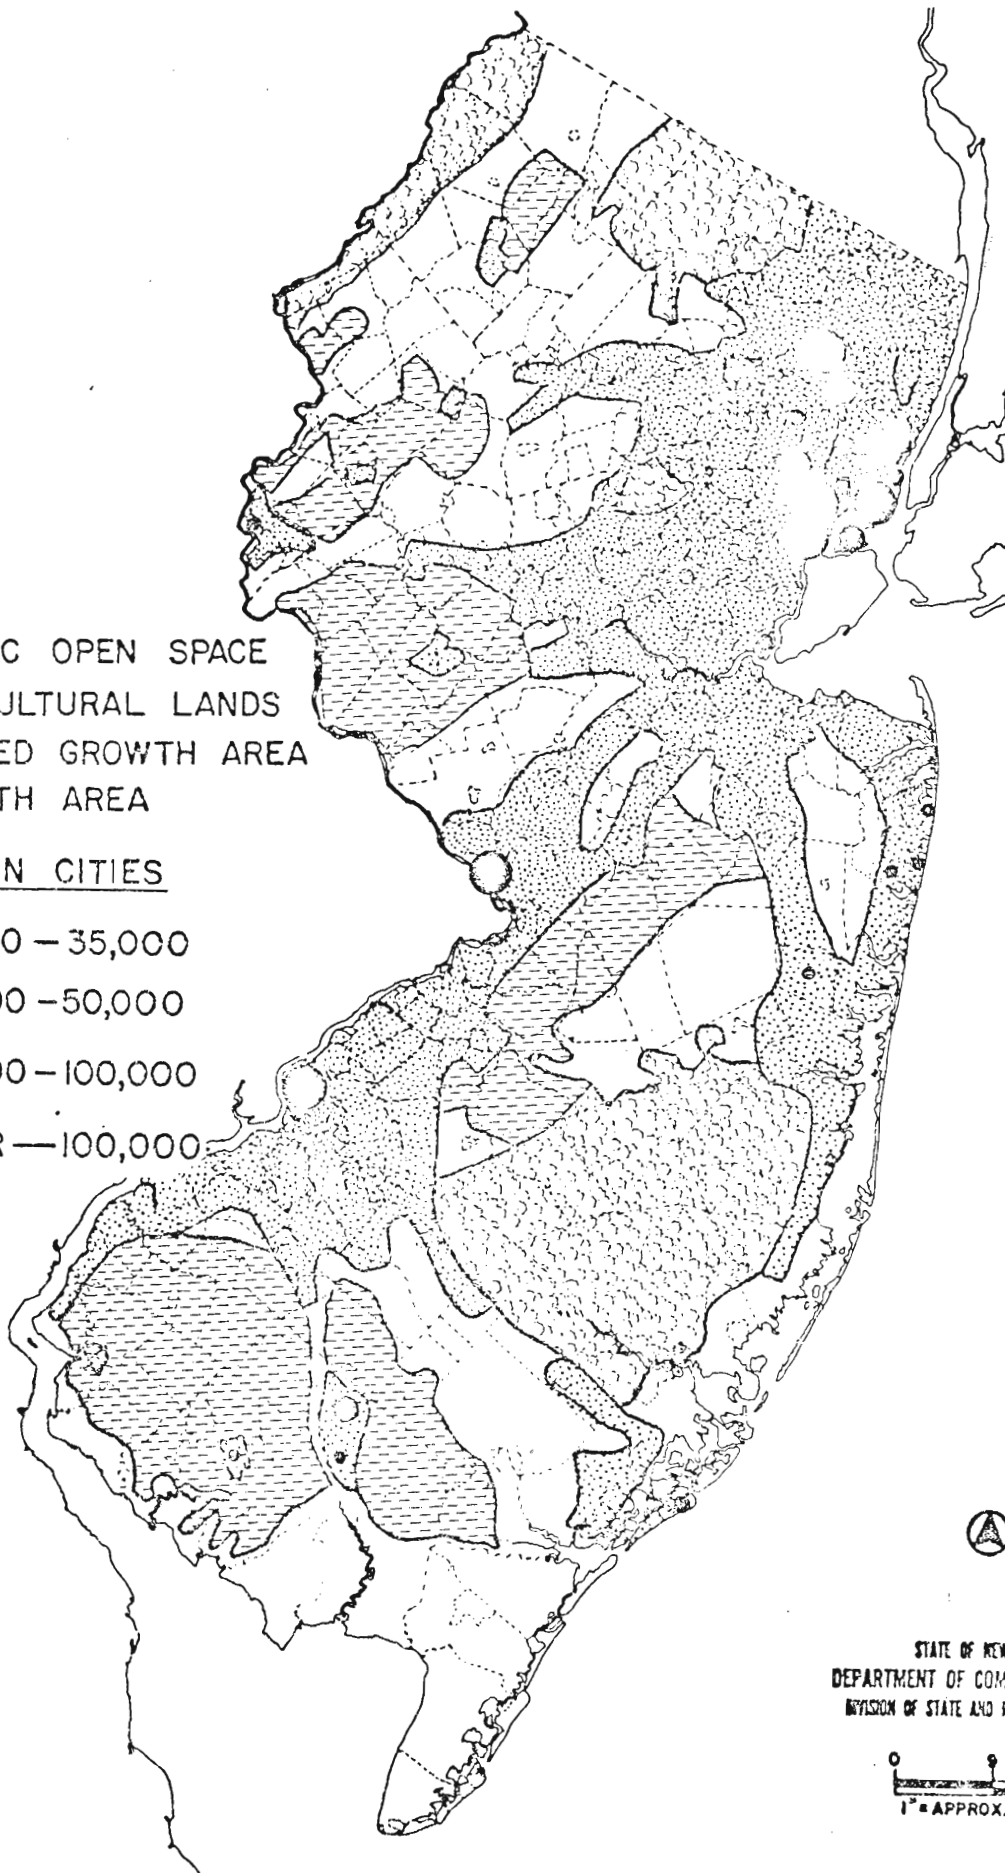 C OPEN SPACE
ULTURAL LANDS
ED GROWTH AREA
TH AREA
N CITIES
0 – 35,000
00 – 50,000
00 – 100,000
R — 100,000
STATE OF NEW
DEPARTMENT OF COM
DIVISION OF STATE AND
0 9
1" = APPROX.